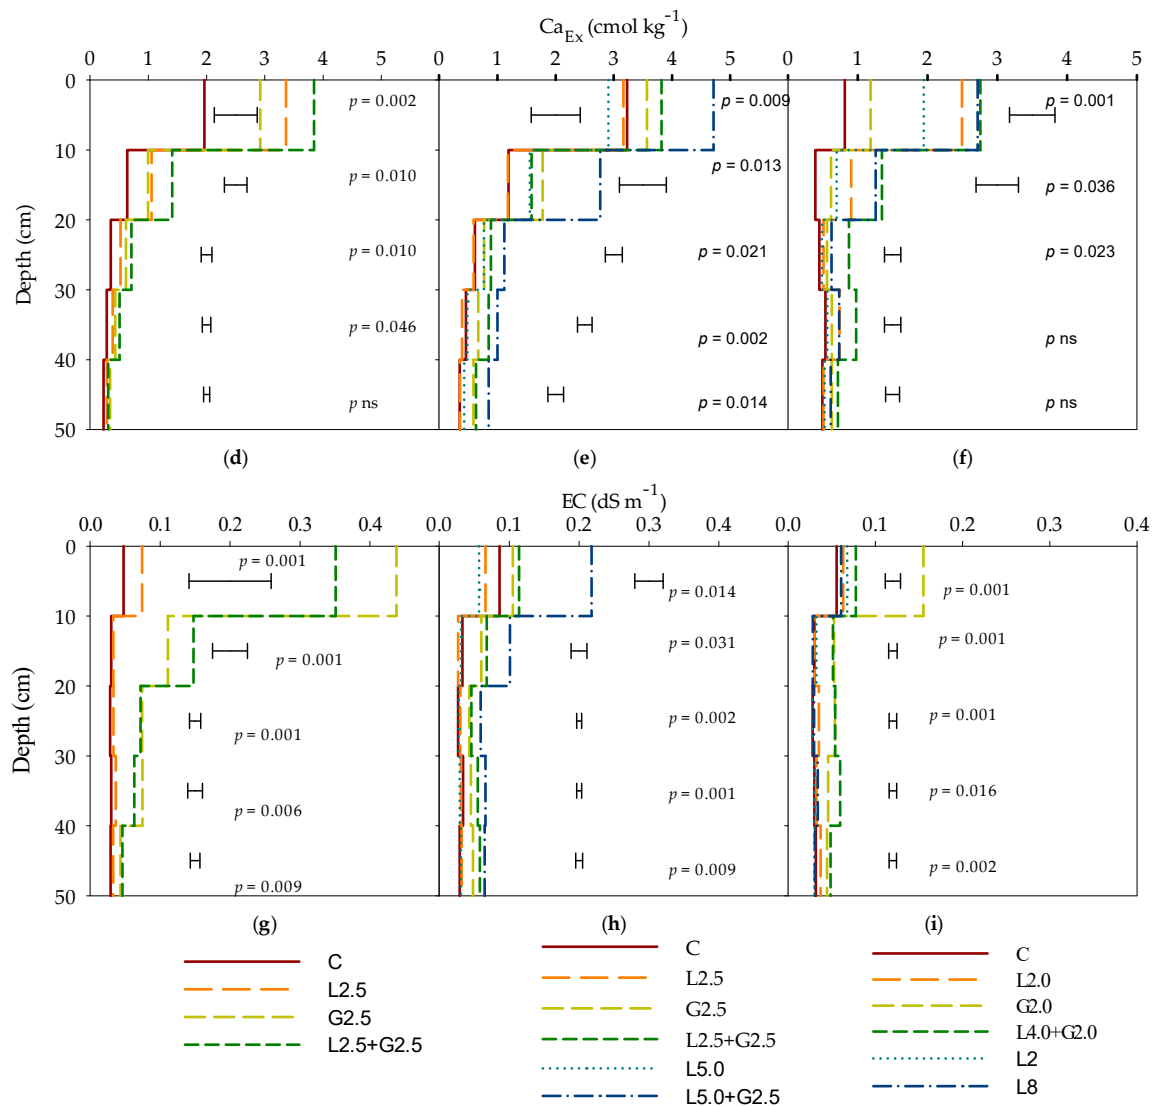 Ca_Ex (cmol kg⁻¹)
0 1 2 3 4 5 0 1 2 3 4 5 0 1 2 3 4 5
Depth (cm)
0
10
20
30
40
50
p = 0.002
p = 0.010
p = 0.010
p = 0.046
p ns
p = 0.009
p = 0.013
p = 0.021
p = 0.002
p = 0.014
p = 0.001
p = 0.036
p = 0.023
p ns
p ns
(d) (e) (f)
EC (dS m⁻¹)
0.0 0.2 0.4 0.0 0.1 0.2 0.3 0.4 0.0 0.1 0.2 0.3 0.4
Depth (cm)
0
10
20
30
40
50
p = 0.001
p = 0.001
p = 0.001
p = 0.006
p = 0.009
p = 0.014
p = 0.031
p = 0.002
p = 0.001
p = 0.009
p = 0.001
p = 0.001
p = 0.001
p = 0.016
p = 0.002
(g) (h) (i)
C
L2.5
G2.5
L2.5+G2.5
C
L2.5
G2.5
L2.5+G2.5
L5.0
L5.0+G2.5
C
L2.0
G2.0
L4.0+G2.0
L2
L8